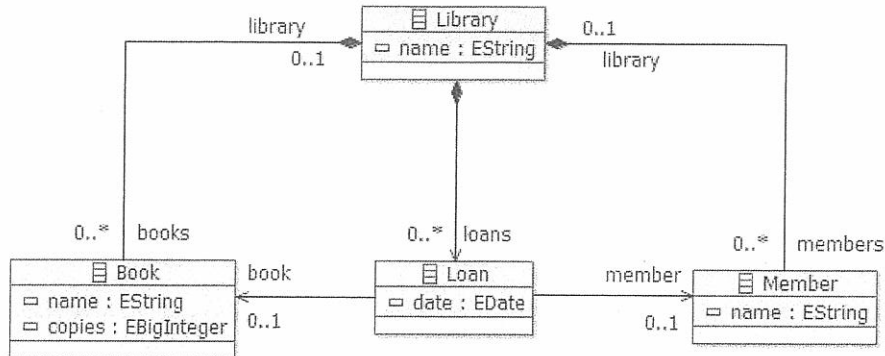 Library
name : EString
library
0..1
0..1
library
0..* books
0..* loans
0..* members
Book
name : EString
copies : EBigInteger
book
0..1
Loan
date : EDate
member
0..1
Member
name : EString